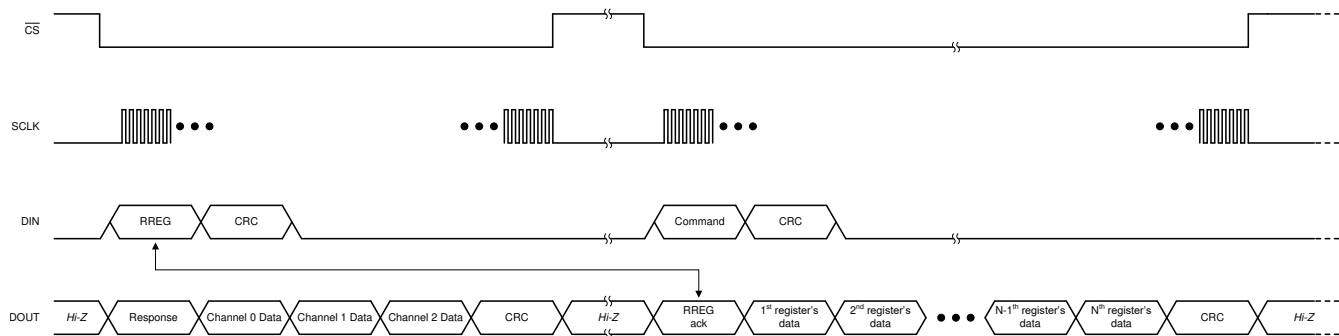 CS
SCLK
DIN
RREG
CRC
Command
CRC
DOUT
Hi-Z
Response
Channel 0 Data
Channel 1 Data
Channel 2 Data
CRC
Hi-Z
RREG
ack
1st register's
data
2nd register's
data
N-1th register's
data
Nth register's
data
CRC
Hi-Z